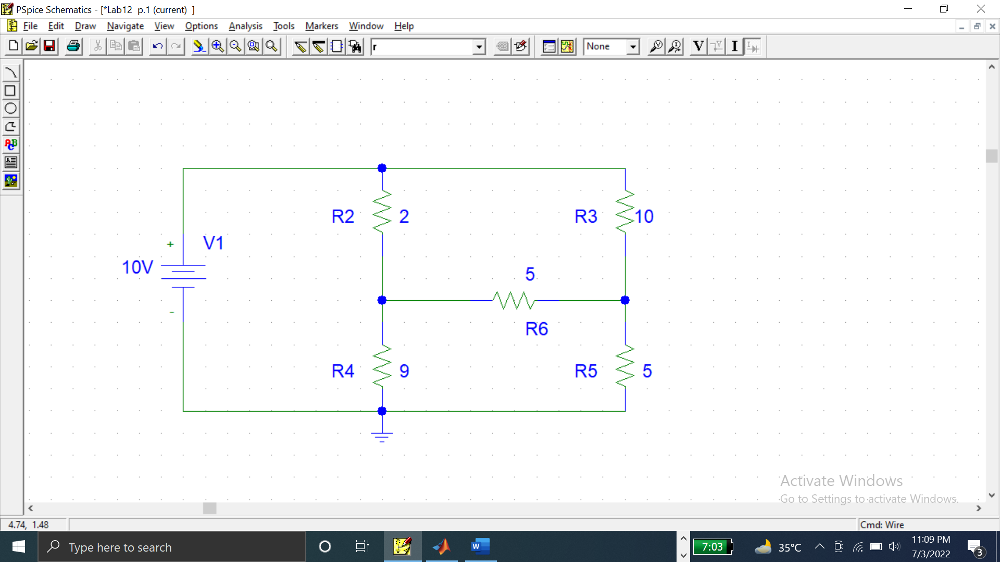 PSpice Schematics - [*Lab12 p.1 (current) ]
File Edit Draw Navigate View Options Analysis Tools Markers Window Help
r
None
V
I
ABC
R2 2
R3 10
+
V1
10V
5
-
R6
R4 9
R5 5
Activate Windows
Go to Settings to activate Windows.
4.74, 1.48
Cmd: Wire
Type here to search
W
7:03
35°C
11:09 PM
7/3/2022
3